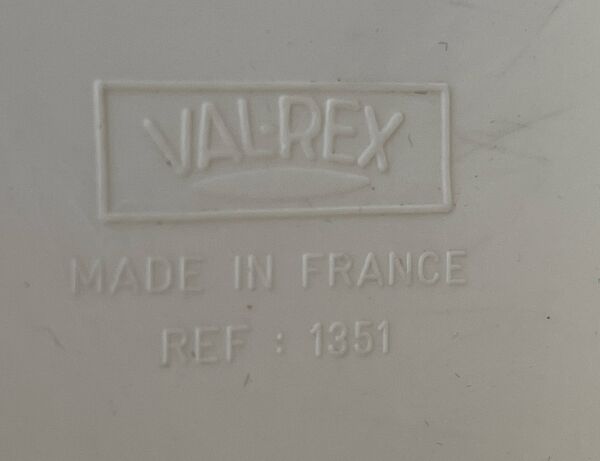 VAL·REX
MADE IN FRANCE
REF : 1351